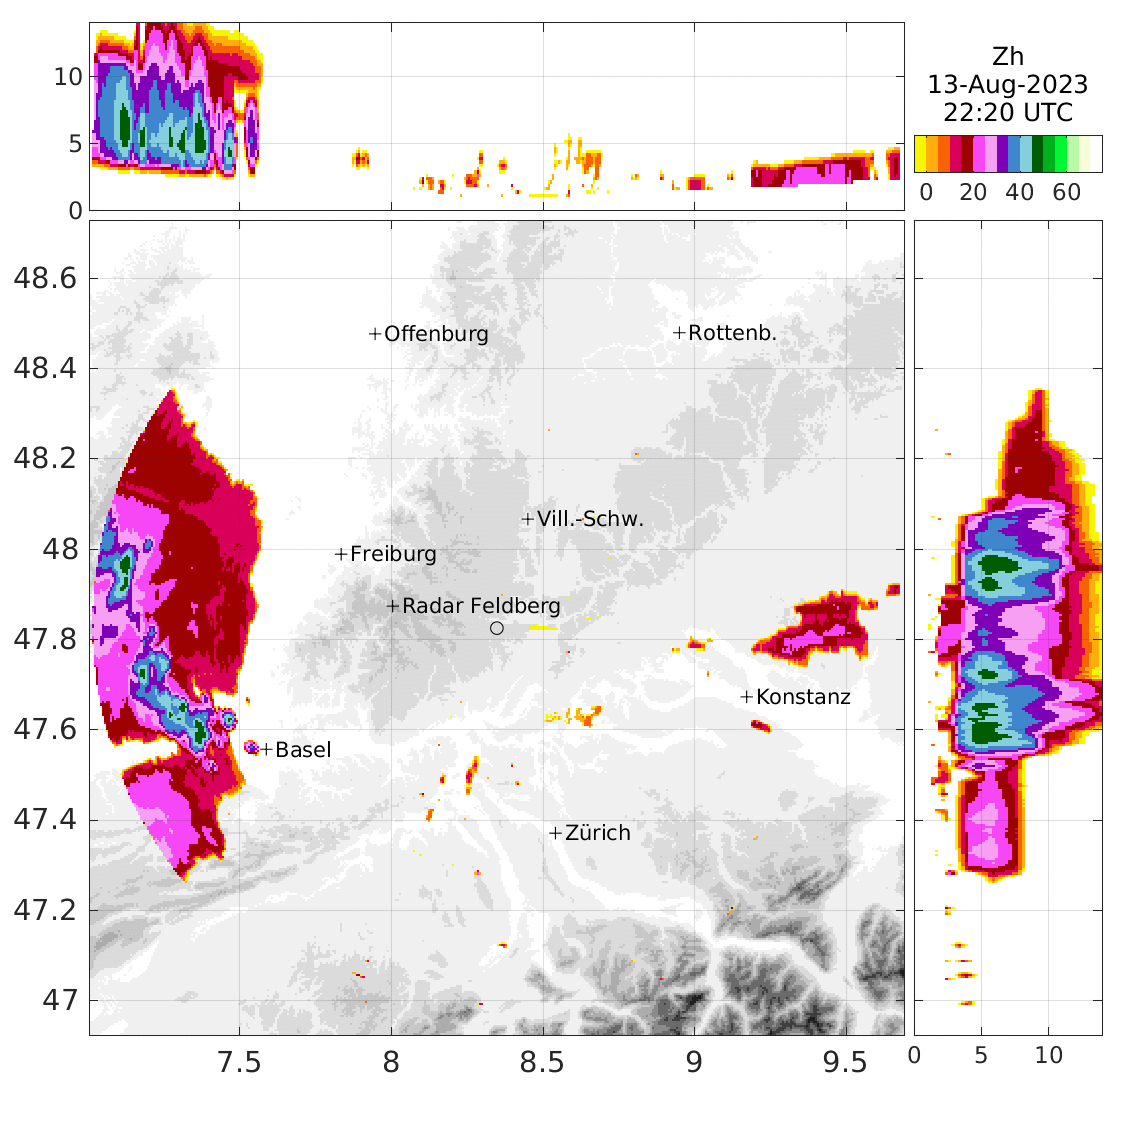 Zh
13-Aug-2023
22:20 UTC
0 20 40 60
10
5
0
48.6
48.4
48.2
48
47.8
47.6
47.4
47.2
47
+Offenburg
+Rottenb.
+Vill.-Schw.
+Freiburg
+Radar Feldberg
+Konstanz
+Basel
+Zürich
7.5 8 8.5 9 9.5
0 5 10